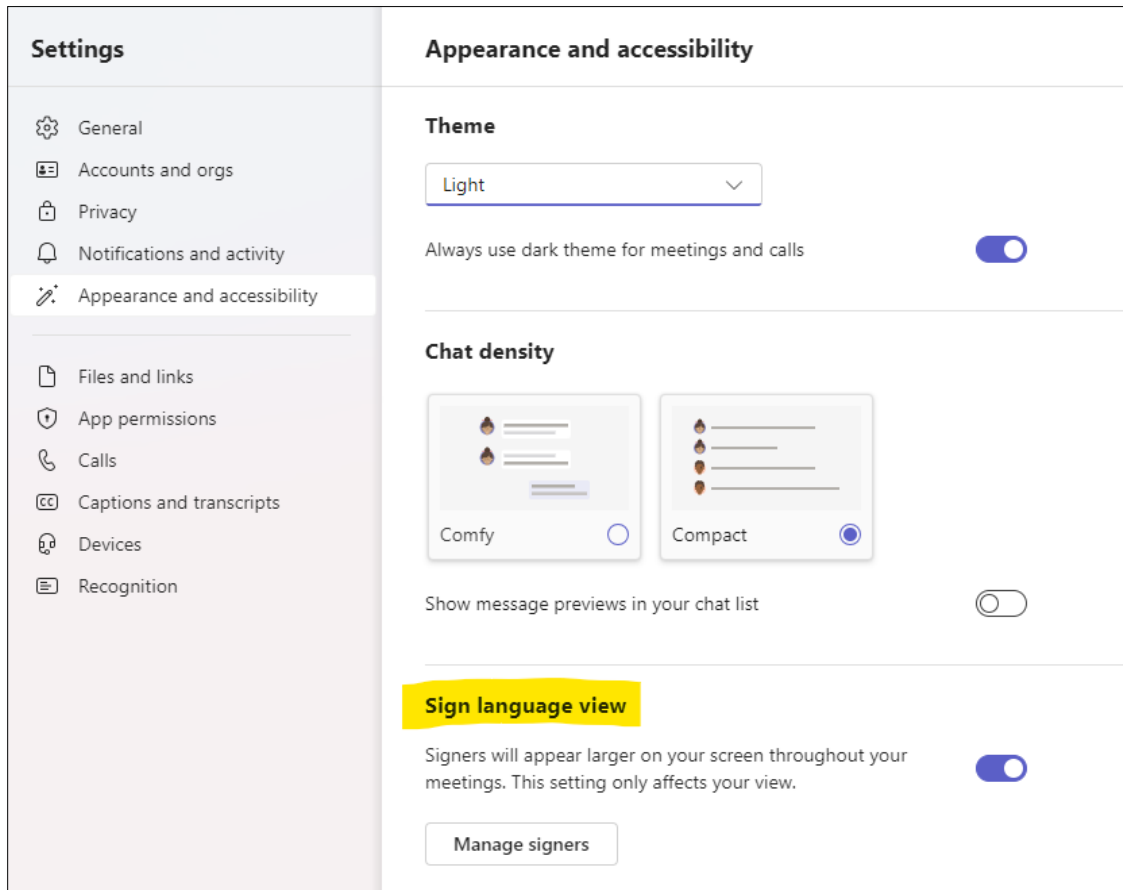 Settings
General
Accounts and orgs
Privacy
Notifications and activity
Appearance and accessibility
Files and links
App permissions
Calls
CC Captions and transcripts
Devices
Recognition
Appearance and accessibility
Theme
Light
Always use dark theme for meetings and calls
Chat density
Comfy
Compact
Show message previews in your chat list
Sign language view
Signers will appear larger on your screen throughout your
meetings. This setting only affects your view.
Manage signers